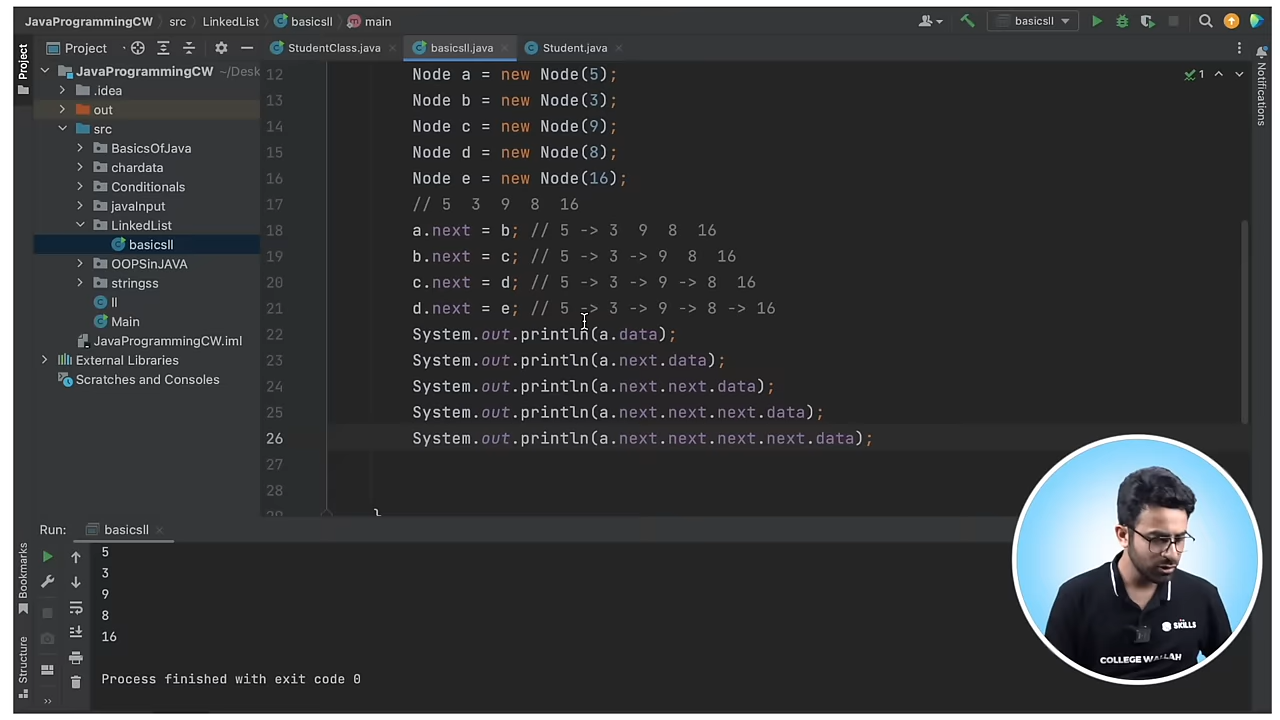 JavaProgrammingCW src LinkedList basicsll main basicsll
Project StudentClass.java basicsll.java Student.java
Project
Notifications
JavaProgrammingCW ~/Desk
.idea
out
src
BasicsOfJava
chardata
Conditionals
javaInput
LinkedList
basicsll
OOPSinJAVA
stringss
ll
Main
JavaProgrammingCW.iml
External Libraries
Scratches and Consoles
1
12 Node a = new Node(5);
13 Node b = new Node(3);
14 Node c = new Node(9);
15 Node d = new Node(8);
16 Node e = new Node(16);
17 // 5 3 9 8 16
18 a.next = b; // 5 -> 3 9 8 16
19 b.next = c; // 5 -> 3 -> 9 8 16
20 c.next = d; // 5 -> 3 -> 9 -> 8 16
21 d.next = e; // 5 -> 3 -> 9 -> 8 -> 16
22 System.out.println(a.data);
23 System.out.println(a.next.data);
24 System.out.println(a.next.next.data);
25 System.out.println(a.next.next.next.data);
26 System.out.println(a.next.next.next.next.data);
27
28
29 }
Run: basicsll
Bookmarks
Structure
5
3
9
8
16
Process finished with exit code 0
SKILLS
COLLEGE WALLAH